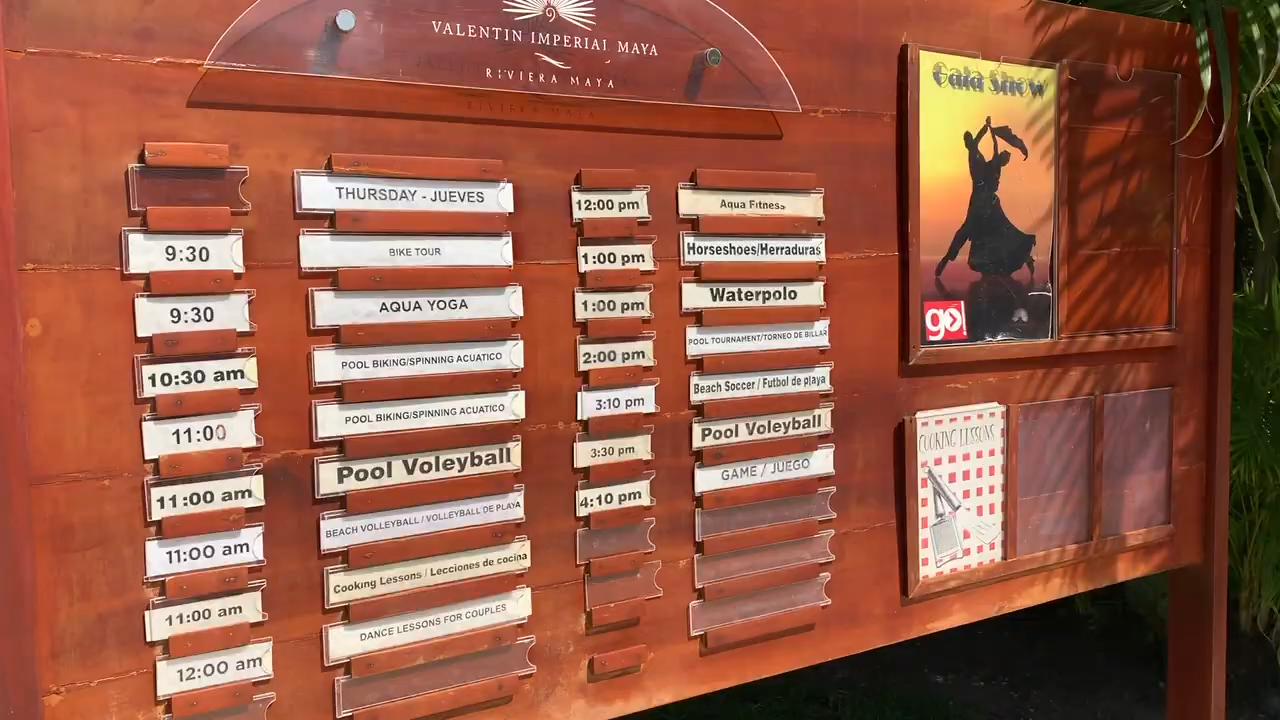 VALENTIN IMPERIAL MAYA
RIVIERA MAYA
THURSDAY - JUEVES
9:30 BIKE TOUR
9:30 AQUA YOGA
10:30 am POOL BIKING/SPINNING ACUATICO
11:00 POOL BIKING/SPINNING ACUATICO
11:00 am Pool Voleyball
11:00 am BEACH VOLLEYBALL / VOLLEYBALL DE PLAYA
11:00 am Cooking Lessons / Lecciones de cocina
12:00 am DANCE LESSONS FOR COUPLES
12:00 pm Aqua Fitness
1:00 pm Horseshoes/Herraduras
1:00 pm Waterpolo
2:00 pm POOL TOURNAMENT/TORNEO DE BILLAR
3:10 pm Beach Soccer / Futbol de playa
3:30 pm Pool Voleyball
4:10 pm GAME / JUEGO
Gala Show
go!
COOKING LESSONS